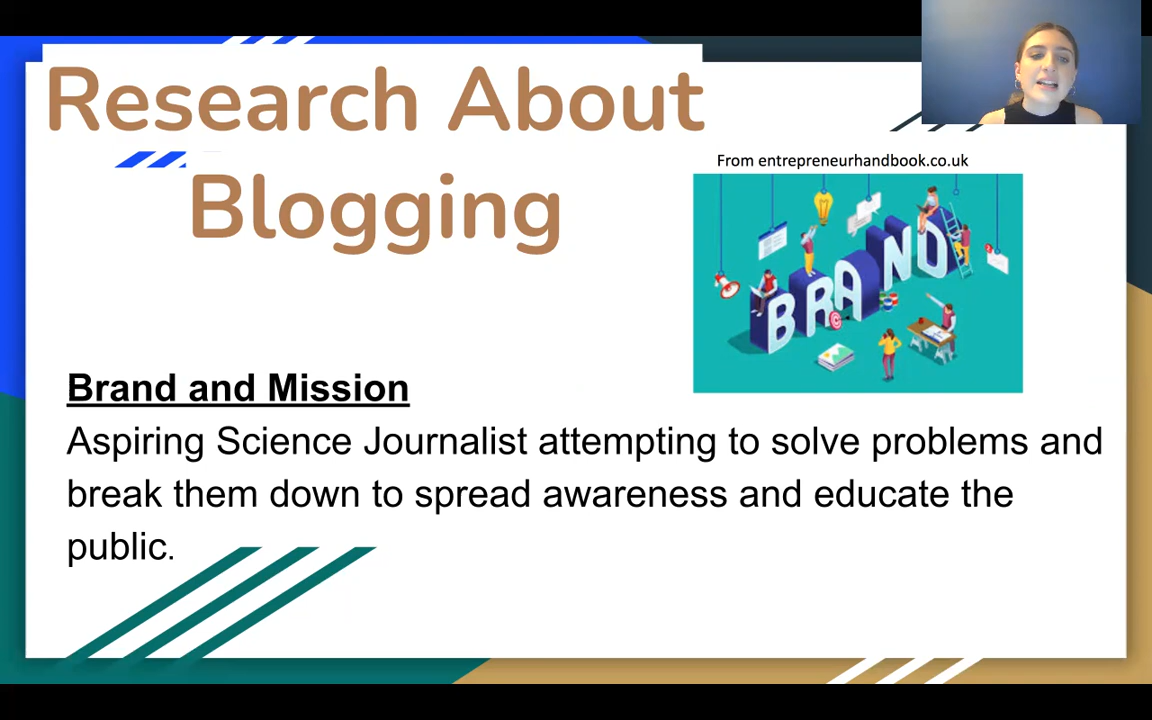 Research About
Blogging
From entrepreneurhandbook.co.uk
BRAND
Brand and Mission
Aspiring Science Journalist attempting to solve problems and
break them down to spread awareness and educate the
public.